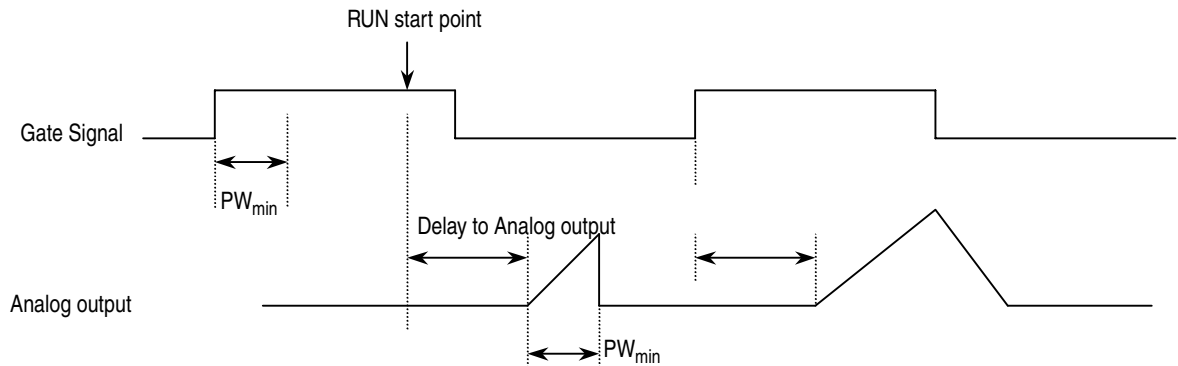 RUN start point
Gate Signal
PWmin
Delay to Analog output
Analog output
PWmin